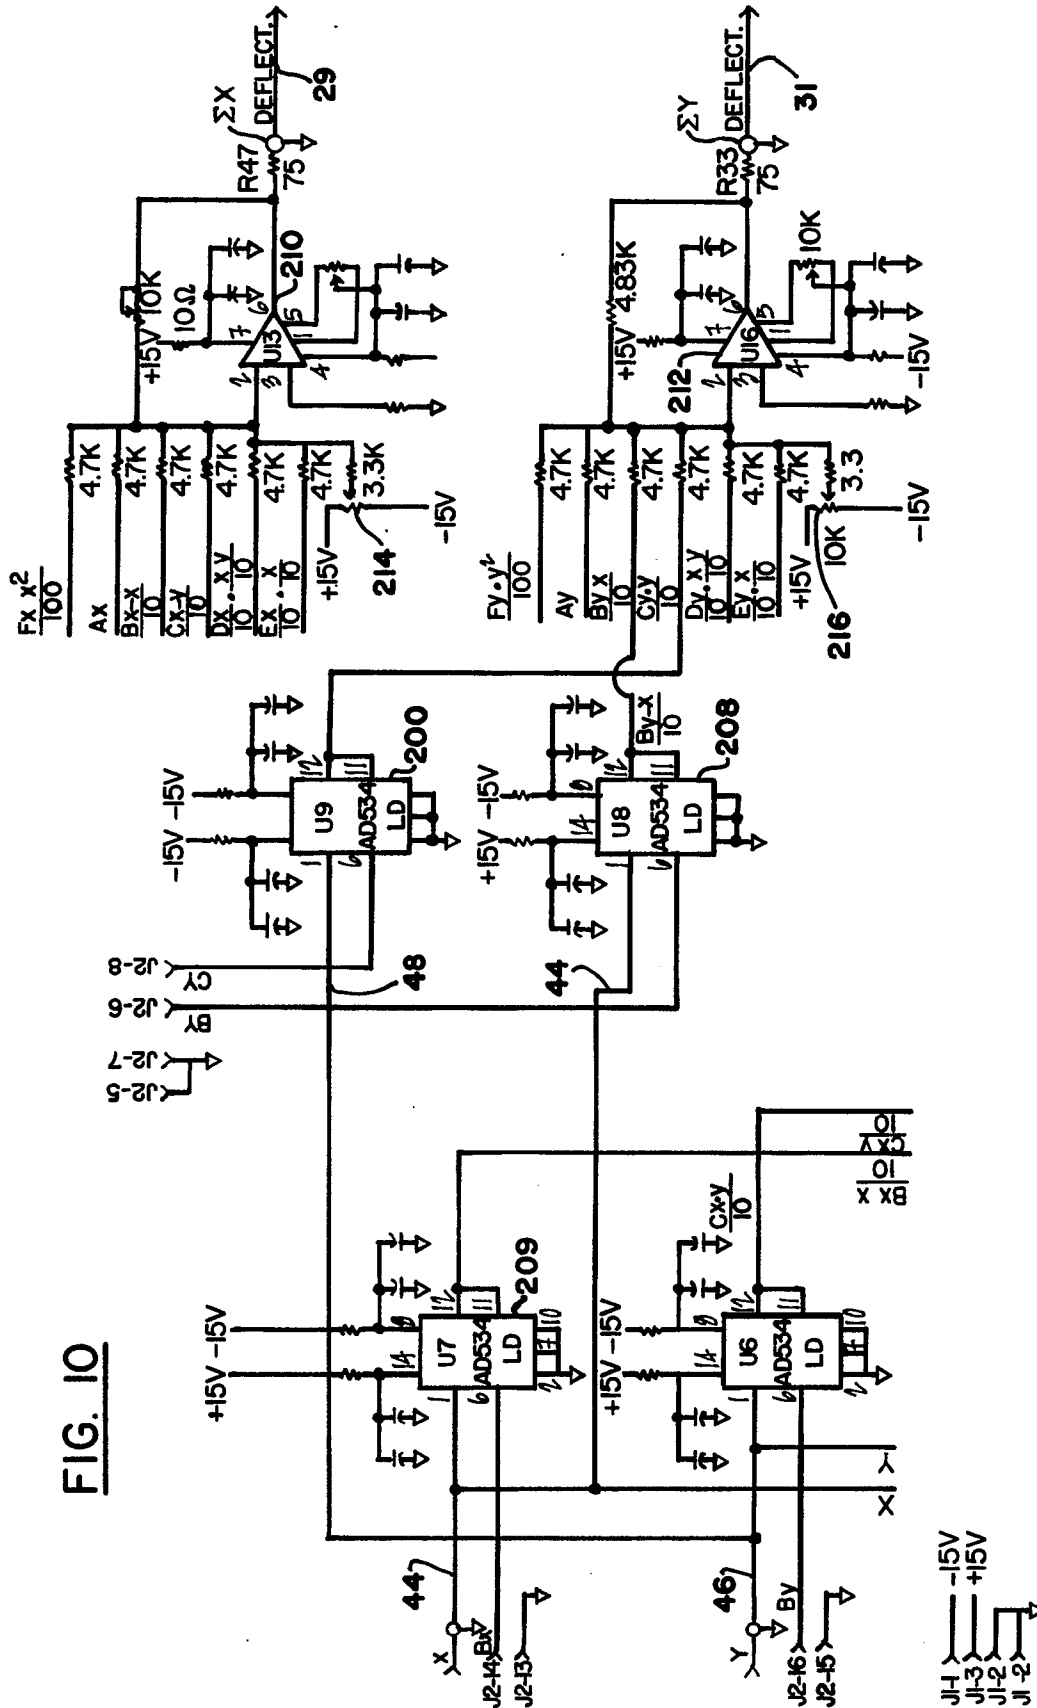 FIG. 10
Fx x²
100
Ax
Bx-x
10
Cx-y
10
Dx . x y
10 10
Ex . x
10 10
4.7K
4.7K
4.7K
4.7K
4.7K
4.7K
3.3K
+15V
-15V
214
10K
+15V
10Ω
2
3
7
6
5
1
4
U13
210
R47
75
ΣX
DEFLECT.
29
Fy.y²
100
Ay
By x
10
Cy.y
10
Dy . x y
10 10
Ey . x
10 10
4.7K
4.7K
4.7K
4.7K
4.7K
4.7K
3.3
+15V
10K
-15V
216
4.83K
+15V
212
2
3
7
6
5
1
4
U16
10K
-15V
R33
75
ΣY
DEFLECT.
31
J2-5
J2-7
J2-6
BY
J2-8
CY
-15V
-15V
1
6
12
11
U9
AD534
LD
200
48
+15V
-15V
14
8
1
6
12
11
U8
AD534
LD
208
By-x
10
44
+15V
-15V
14
8
1
6
12
11
U7
AD534
LD
2
7
10
209
+15V
-15V
14
8
1
6
12
11
U6
AD534
LD
2
7
10
Cx.y
10
Bx x
10
Cx y
10
X
Y
X
44
Bx
J2-14
J2-13
Y
46
By
J2-16
J2-15
J1-1 -15V
J1-3 +15V
J1-2
J1-2